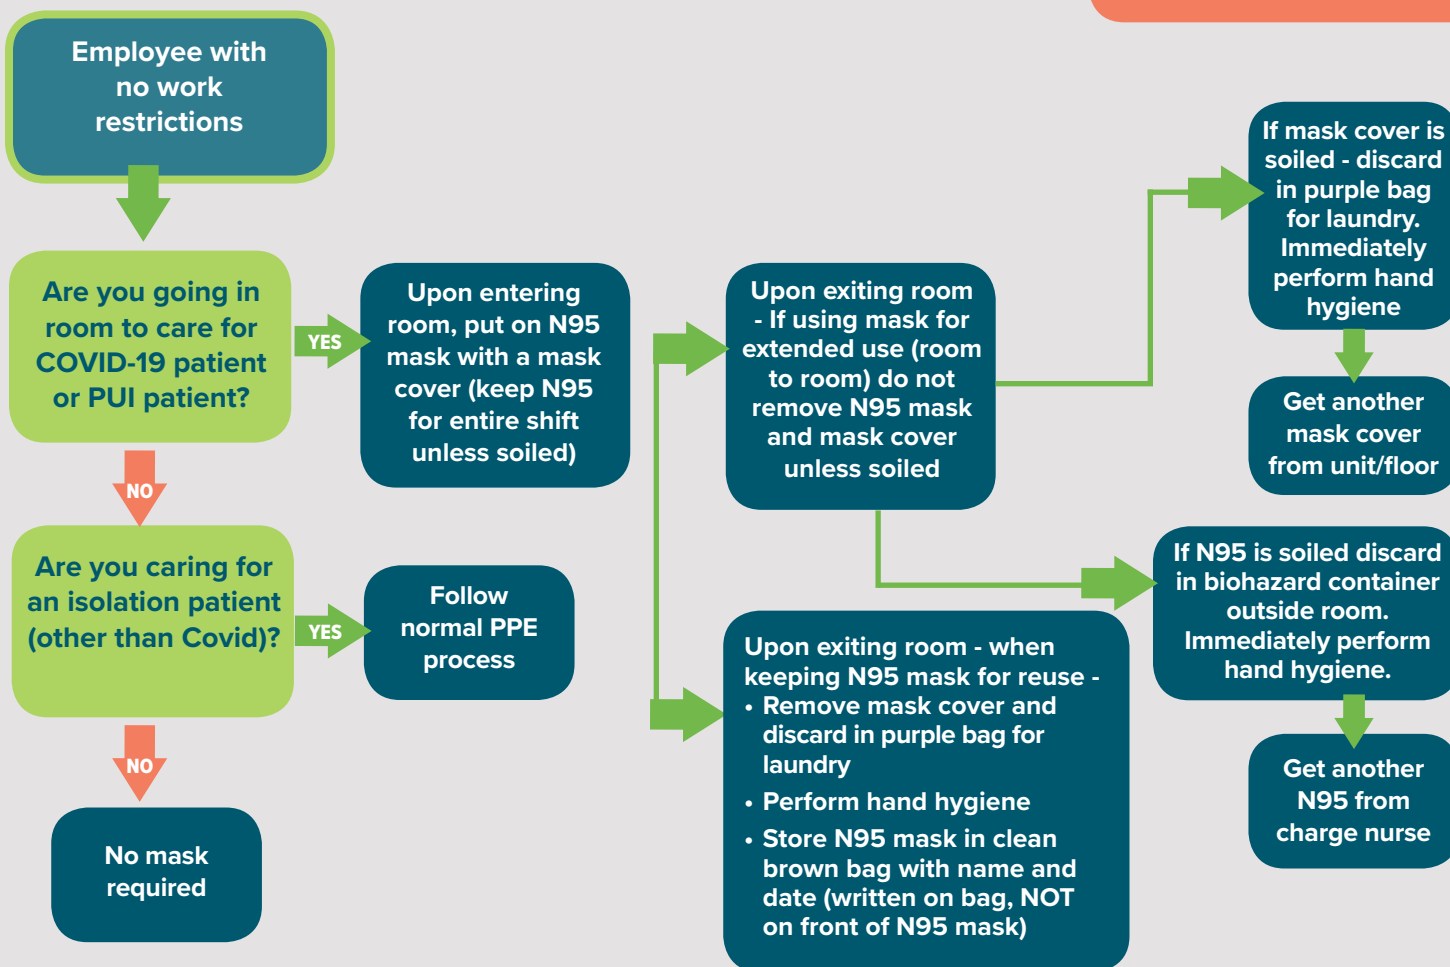 Employee with
no work
restrictions
Are you going in
room to care for
COVID-19 patient
or PUI patient?
YES
Upon entering
room, put on N95
mask with a mask
cover (keep N95
for entire shift
unless soiled)
Upon exiting room
- If using mask for
extended use (room
to room) do not
remove N95 mask
and mask cover
unless soiled
If mask cover is
soiled - discard
in purple bag
for laundry.
Immediately
perform hand
hygiene
Get another
mask cover
from unit/floor
If N95 is soiled discard
in biohazard container
outside room.
Immediately perform
hand hygiene.
Get another
N95 from
charge nurse
Upon exiting room - when
keeping N95 mask for reuse -
• Remove mask cover and
discard in purple bag for
laundry
• Perform hand hygiene
• Store N95 mask in clean
brown bag with name and
date (written on bag, NOT
on front of N95 mask)
NO
Are you caring for
an isolation patient
(other than Covid)?
YES
Follow
normal PPE
process
NO
No mask
required